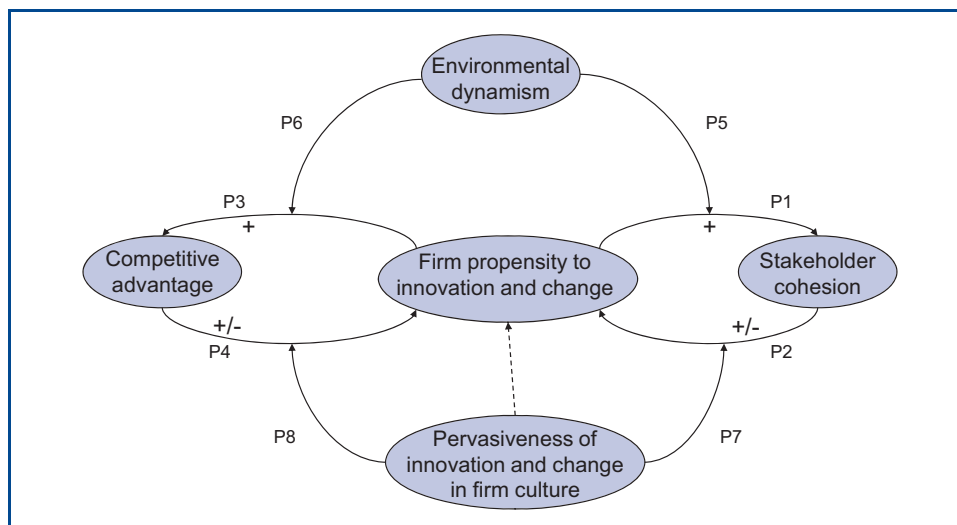 Environmental
dynamism
P6
P5
P3
P1
+
+
Competitive
advantage
Firm propensity to
innovation and change
Stakeholder
cohesion
+/-
+/-
P4
P2
P8
P7
Pervasiveness of
innovation and change
in firm culture